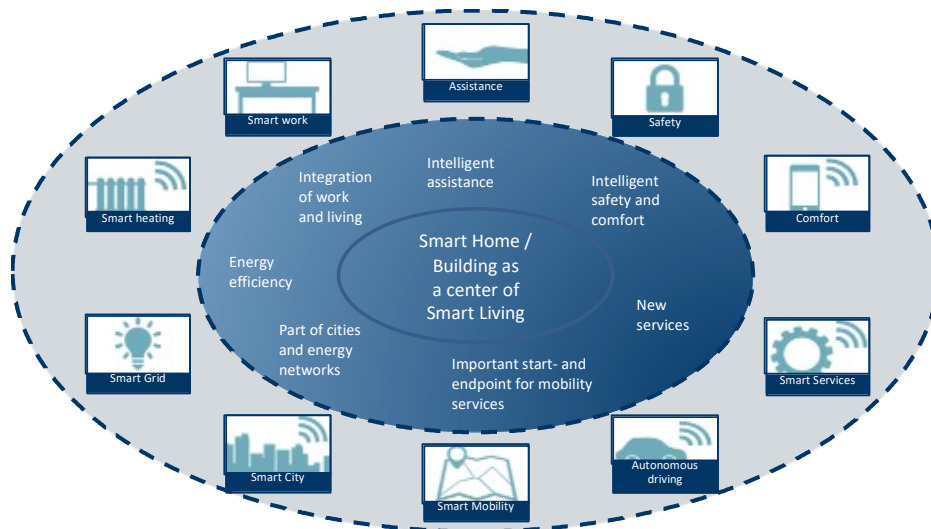 Assistance
Smart work
Safety
Smart heating
Comfort
Integration
of work
and living
Intelligent
assistance
Intelligent
safety and
comfort
Smart Home /
Building as
a center of
Smart Living
Energy
efficiency
New
services
Part of cities
and energy
networks
Important start- and
endpoint for mobility
services
Smart Grid
Smart Services
Smart City
Smart Mobility
Autonomous
driving